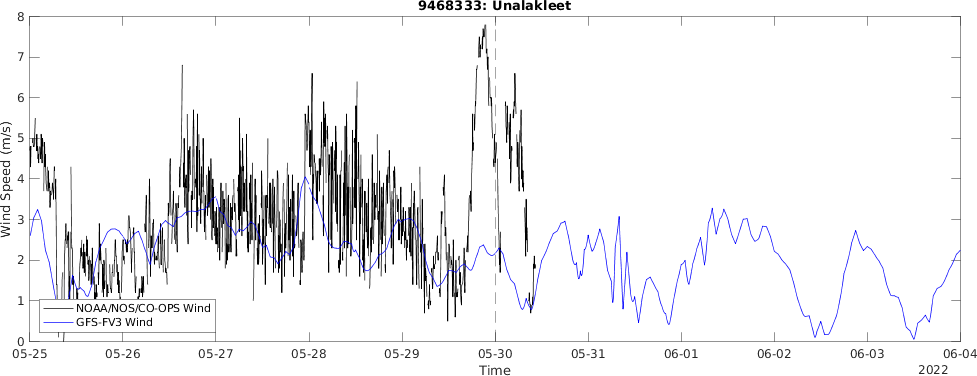 9468333: Unalakleet
Wind Speed (m/s)
8
7
6
5
4
3
2
1
0
NOAA/NOS/CO-OPS Wind
GFS-FV3 Wind
05-25 05-26 05-27 05-28 05-29 05-30 05-31 06-01 06-02 06-03 06-04
Time
2022